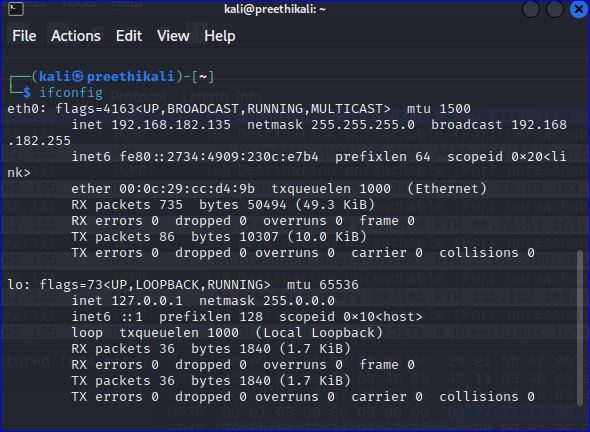 kali@preethikali: ~
File Actions Edit View Help
┌──(kali㉿preethikali)-[~]
└─$ ifconfig
eth0: flags=4163<UP,BROADCAST,RUNNING,MULTICAST>  mtu 1500
inet 192.168.182.135  netmask 255.255.255.0  broadcast 192.168
.182.255
inet6 fe80::2734:4909:230c:e7b4  prefixlen 64  scopeid 0×20<li
nk>
ether 00:0c:29:cc:d4:9b  txqueuelen 1000  (Ethernet)
RX packets 735  bytes 50494 (49.3 KiB)
RX errors 0  dropped 0  overruns 0  frame 0
TX packets 86  bytes 10307 (10.0 KiB)
TX errors 0  dropped 0 overruns 0  carrier 0  collisions 0
lo: flags=73<UP,LOOPBACK,RUNNING>  mtu 65536
inet 127.0.0.1  netmask 255.0.0.0
inet6 ::1  prefixlen 128  scopeid 0×10<host>
loop  txqueuelen 1000  (Local Loopback)
RX packets 36  bytes 1840 (1.7 KiB)
RX errors 0  dropped 0  overruns 0  frame 0
TX packets 36  bytes 1840 (1.7 KiB)
TX errors 0  dropped 0 overruns 0  carrier 0  collisions 0